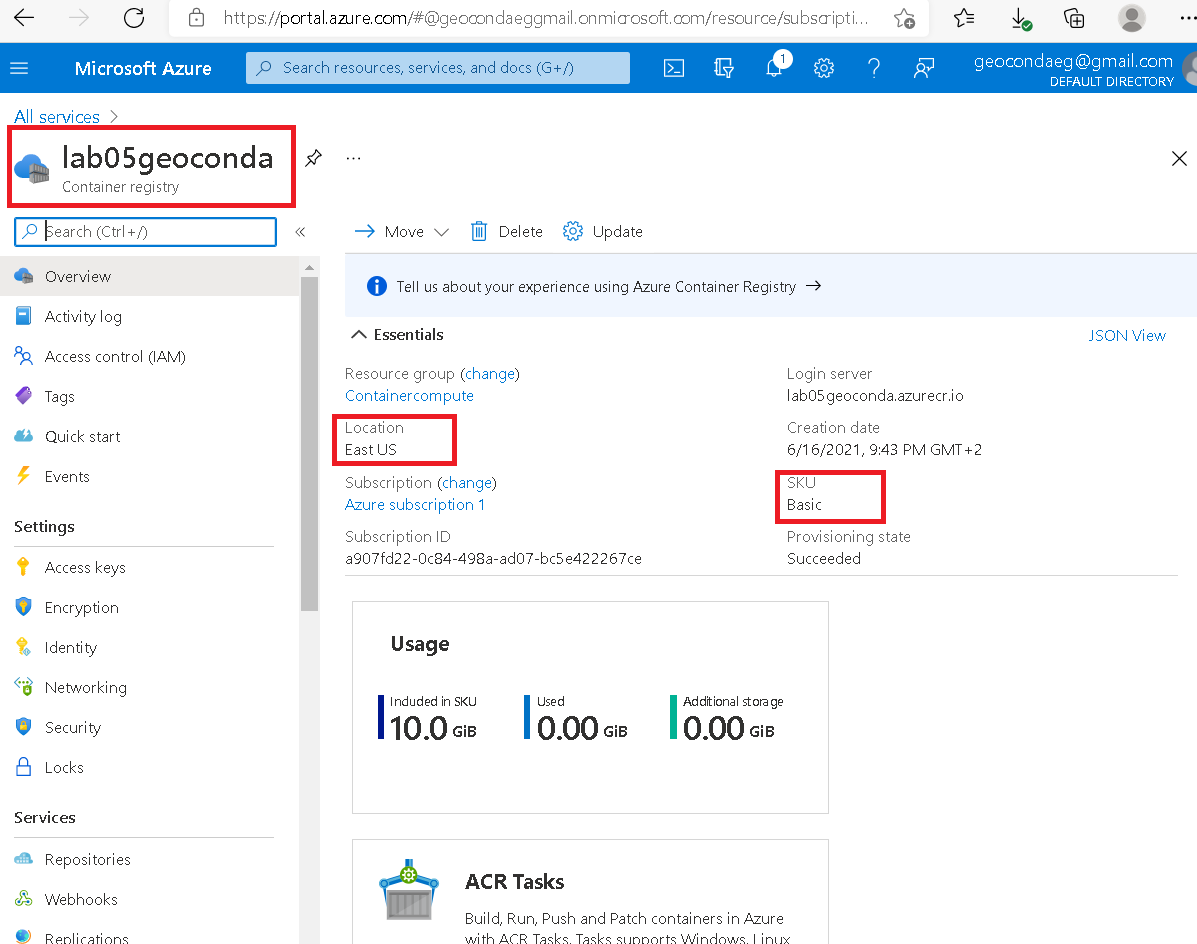 https://portal.azure.com/#@geocondaeggmail.onmicrosoft.com/resource/subscripti...
Microsoft Azure
Search resources, services, and docs (G+/)
1
geocondaeg@gmail.com
DEFAULT DIRECTORY
All services
lab05geoconda
Container registry
...
Search (Ctrl+/)
«
Move
Delete
Update
Overview
Activity log
Access control (IAM)
Tags
Quick start
Events
Settings
Access keys
Encryption
Identity
Networking
Security
Locks
Services
Repositories
Webhooks
Replications
Tell us about your experience using Azure Container Registry →
Essentials
JSON View
Resource group (change)
Containercompute
Location
East US
Subscription (change)
Azure subscription 1
Subscription ID
a907fd22-0c84-498a-ad07-bc5e422267ce
Login server
lab05geoconda.azurecr.io
Creation date
6/16/2021, 9:43 PM GMT+2
SKU
Basic
Provisioning state
Succeeded
Usage
Included in SKU
10.0 GiB
Used
0.00 GiB
Additional storage
0.00 GiB
ACR Tasks
Build, Run, Push and Patch containers in Azure
with ACR Tasks. Tasks supports Windows, Linux